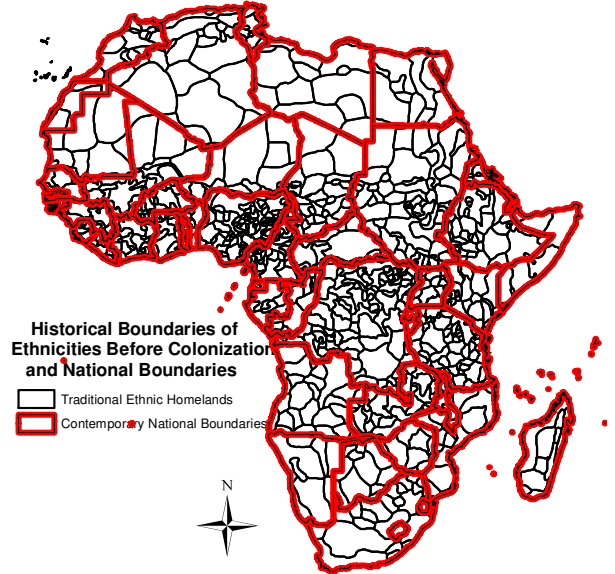 Historical Boundaries of
Ethnicities Before Colonization
and National Boundaries
Traditional Ethnic Homelands
Contemporary National Boundaries
N